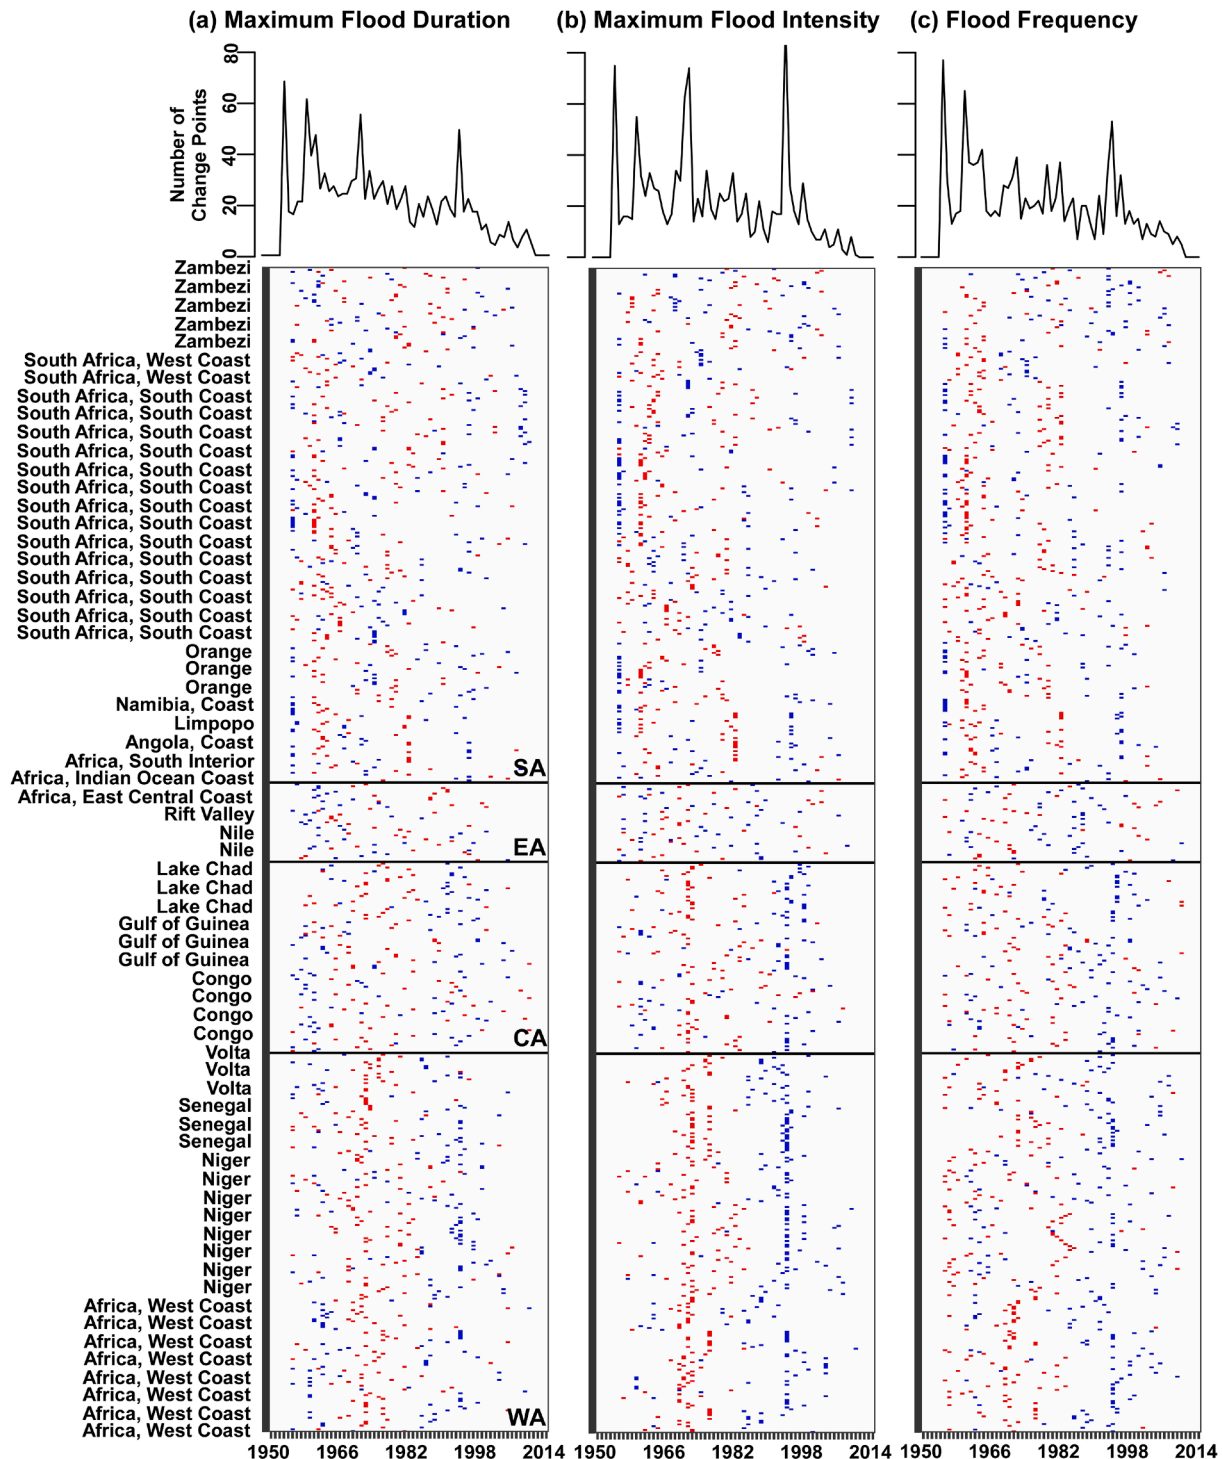 (a) Maximum Flood Duration
(b) Maximum Flood Intensity
(c) Flood Frequency
Number of
Change Points
80
60
40
20
0
Zambezi
Zambezi
Zambezi
Zambezi
Zambezi
South Africa, West Coast
South Africa, West Coast
South Africa, South Coast
South Africa, South Coast
South Africa, South Coast
South Africa, South Coast
South Africa, South Coast
South Africa, South Coast
South Africa, South Coast
South Africa, South Coast
South Africa, South Coast
South Africa, South Coast
South Africa, South Coast
South Africa, South Coast
South Africa, South Coast
South Africa, South Coast
Orange
Orange
Orange
Namibia, Coast
Limpopo
Angola, Coast
Africa, South Interior
SA
Africa, Indian Ocean Coast
Africa, East Central Coast
Rift Valley
Nile
Nile
EA
Lake Chad
Lake Chad
Lake Chad
Gulf of Guinea
Gulf of Guinea
Gulf of Guinea
Congo
Congo
Congo
Congo
CA
Volta
Volta
Volta
Senegal
Senegal
Senegal
Niger
Niger
Niger
Niger
Niger
Niger
Niger
Niger
Africa, West Coast
Africa, West Coast
Africa, West Coast
Africa, West Coast
Africa, West Coast
Africa, West Coast
Africa, West Coast
WA
Africa, West Coast
1950 1966 1982 1998 2014
1950 1966 1982 1998 2014
1950 1966 1982 1998 2014